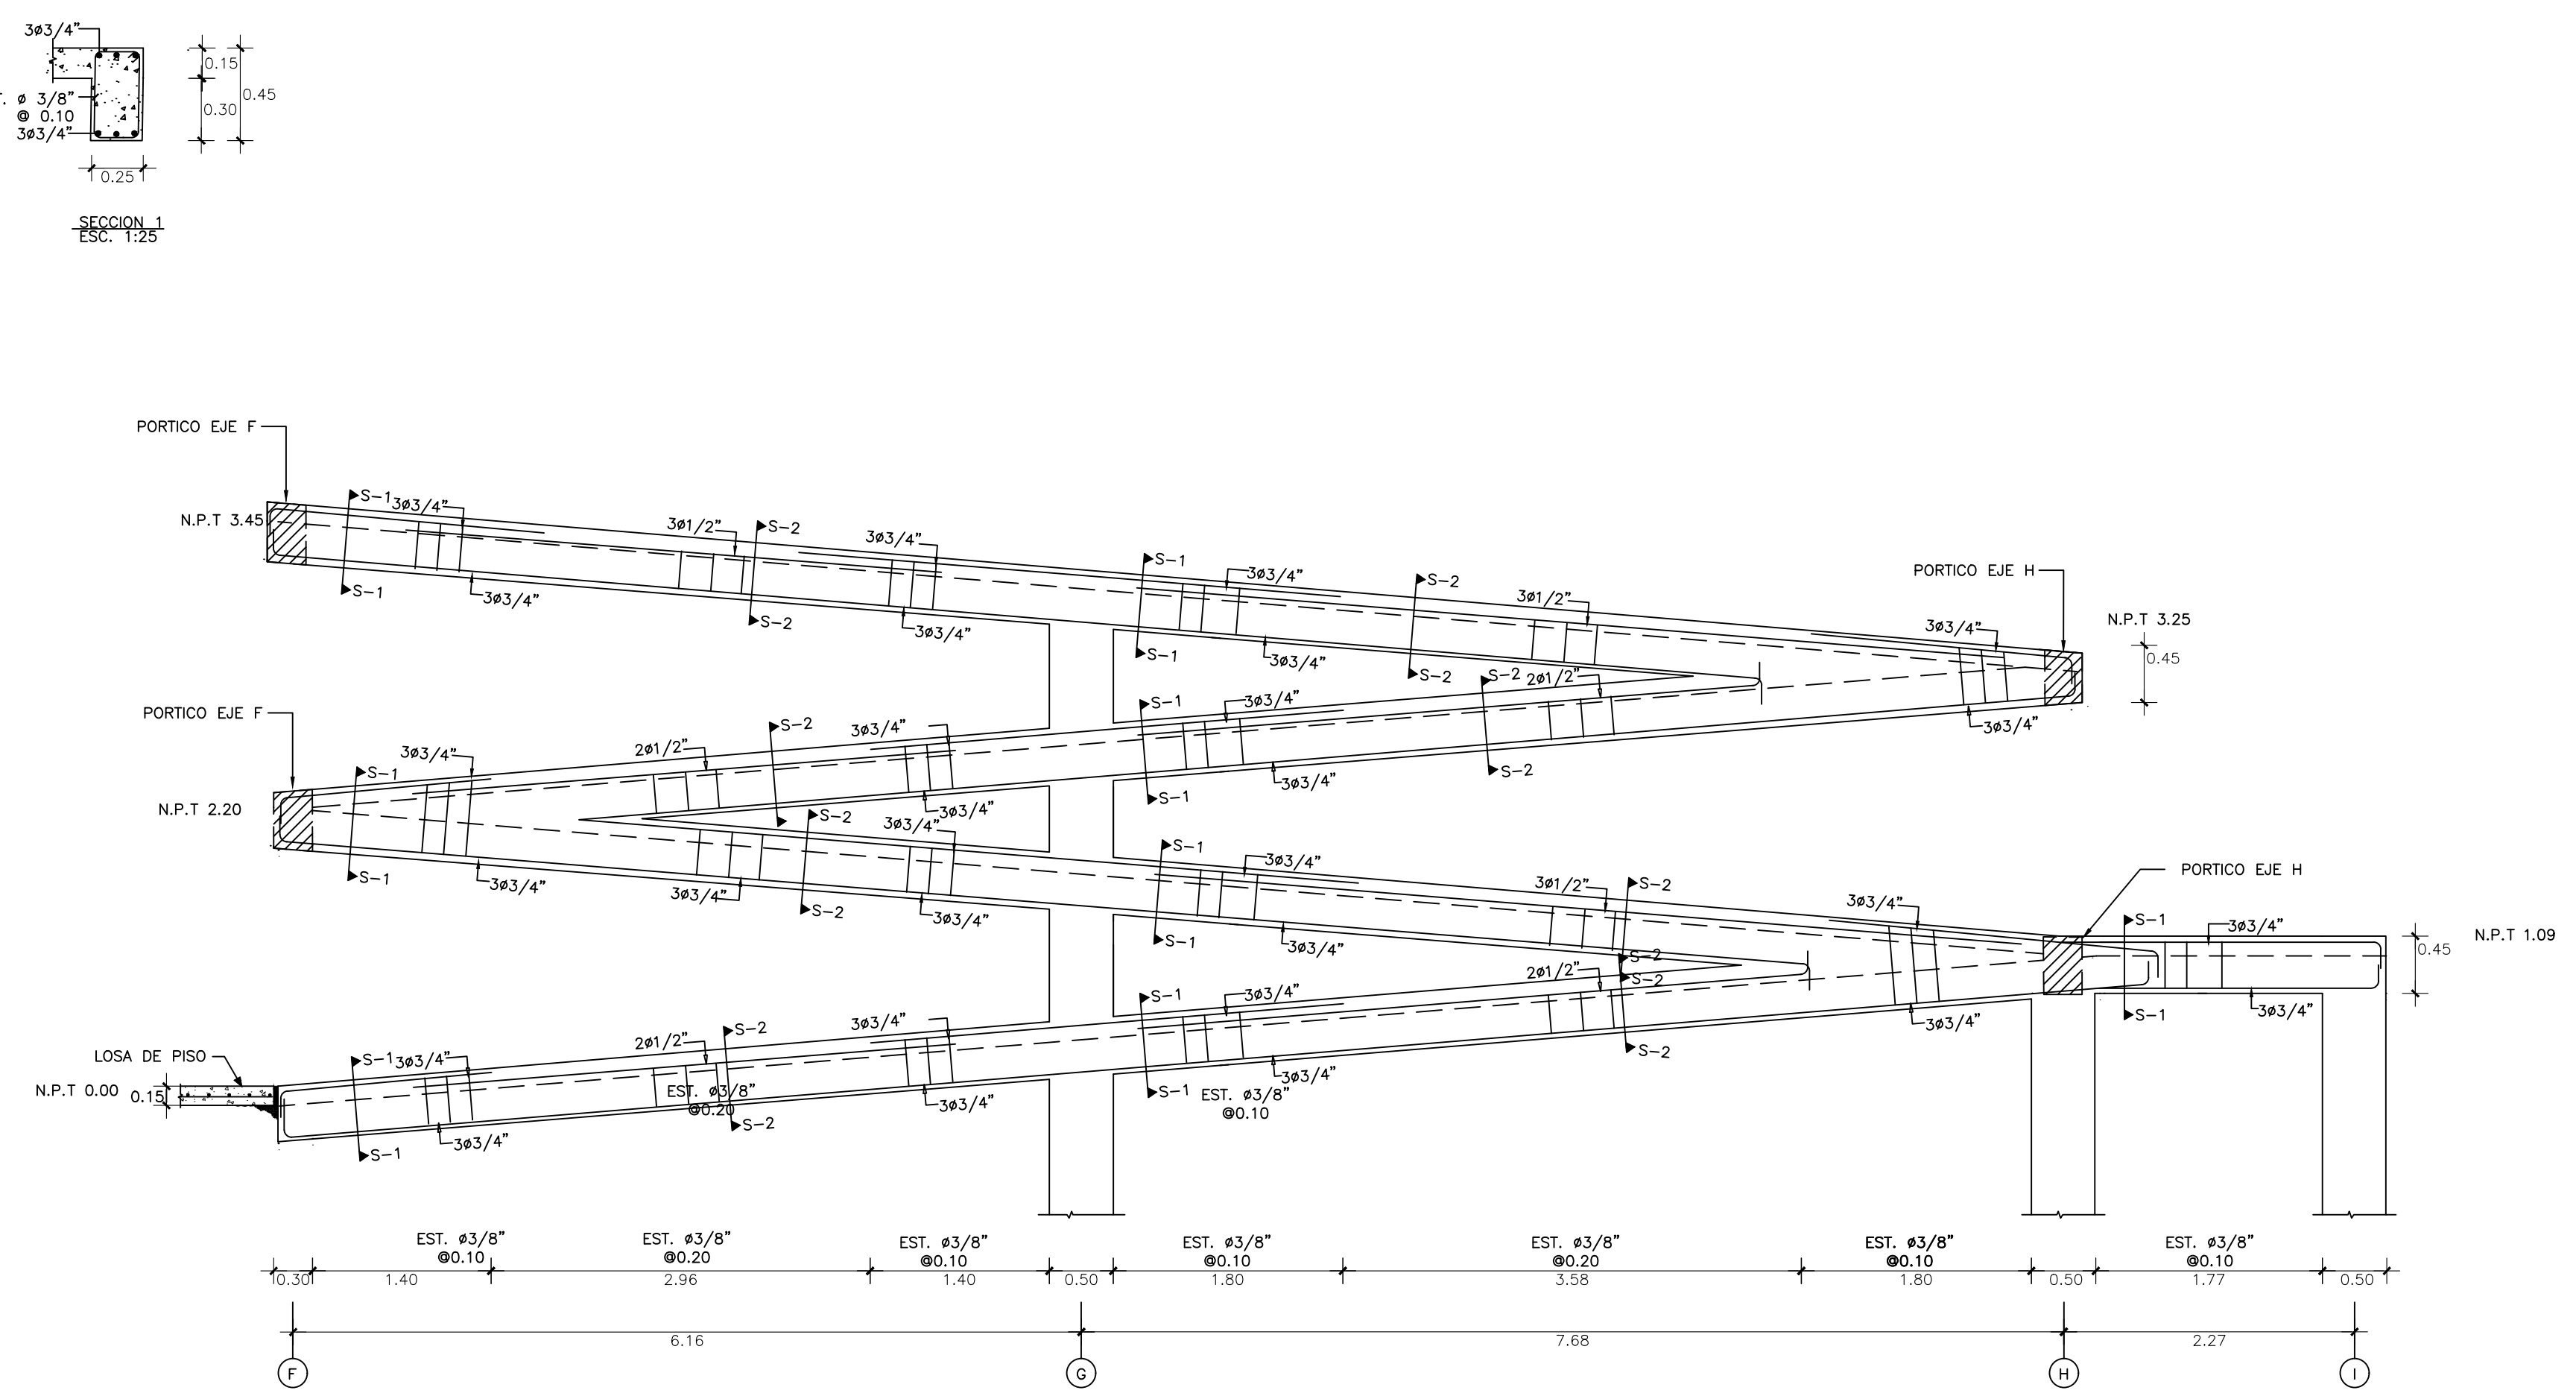 3ø3/4"
0.15
0.45
. ø 3/8"
@ 0.10
0.30
3ø3/4"
0.25
SECCION 1
ESC. 1:25
PORTICO EJE F
N.P.T 3.45
S-1
3ø3/4"
3ø1/2"
S-2
3ø3/4"
S-1
3ø3/4"
S-2
3ø1/2"
PORTICO EJE H
3ø3/4"
N.P.T 3.25
0.45
S-1
3ø3/4"
S-2
3ø3/4"
S-1
3ø3/4"
S-2
PORTICO EJE F
N.P.T 2.20
S-1
3ø3/4"
2ø1/2"
S-2
3ø3/4"
S-1
3ø3/4"
S-2
2ø1/2"
3ø3/4"
S-1
3ø3/4"
3ø3/4"
S-1
3ø3/4"
S-2
S-2
3ø3/4"
S-1
3ø3/4"
3ø1/2"
S-2
3ø3/4"
PORTICO EJE H
3ø3/4"
S-2
3ø3/4"
S-1
3ø3/4"
S-2
S-1
3ø3/4"
N.P.T 1.09
0.45
LOSA DE PISO
N.P.T 0.00
0.15
S-1
3ø3/4"
2ø1/2"
S-2
3ø3/4"
S-1
3ø3/4"
2ø1/2"
S-2
3ø3/4"
S-1
3ø3/4"
S-1
3ø3/4"
EST. ø3/8"
@0.20
S-2
3ø3/4"
S-1
3ø3/4"
EST. ø3/8"
@0.10
S-2
EST. ø3/8"
@0.10
EST. ø3/8"
@0.20
EST. ø3/8"
@0.10
EST. ø3/8"
@0.10
EST. ø3/8"
@0.20
EST. ø3/8"
@0.10
EST. ø3/8"
@0.10
0.30 1.40 2.96 1.40 0.50 1.80 3.58 1.80 0.50 1.77 0.50
6.16 7.68 2.27
F G H I